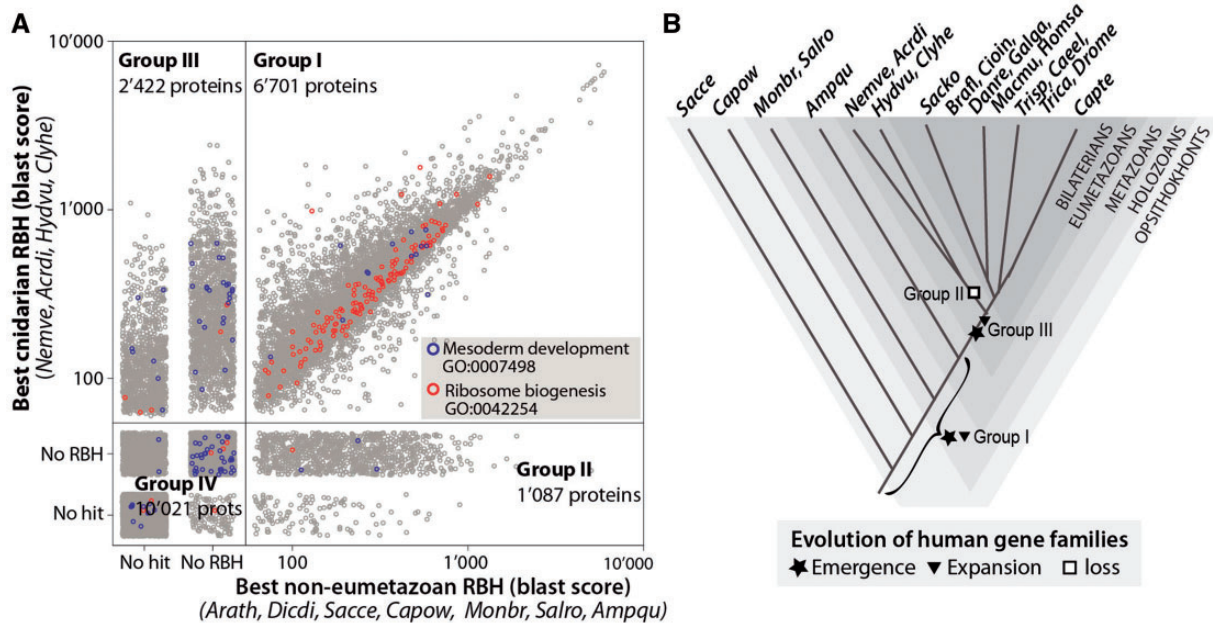 A
10’000
1’000
100
No RBH
No hit
Best cnidarian RBH (blast score)
(Nemve, Acrdi, Hydvu, Clyhe)
Group III
2’422 proteins
Group I
6’701 proteins
Mesoderm development
GO:0007498
Ribosome biogenesis
GO:0042254
Group IV
10’021 prots
Group II
1’087 proteins
No hit
No RBH
100
1’000
10’000
Best non-eumetazoan RBH (blast score)
(Arath, Dicdi, Sacce, Capow, Monbr, Salro, Ampqu)
B
Sacce
Capow
Monbr, Salro
Ampqu
Nemve, Acrdi
Hydvu, Clyhe
Sacko
Brafl, Cioin,
Danre, Galga,
Macmu, Homsa
Trisp, Caeel,
Trica, Drome
Capte
BILATERIANS
EUMETAZOANS
METAZOANS
HOLOZOANS
OPSITHOKHONTS
Group II
Group III
Group I
Evolution of human gene families
Emergence
Expansion
loss